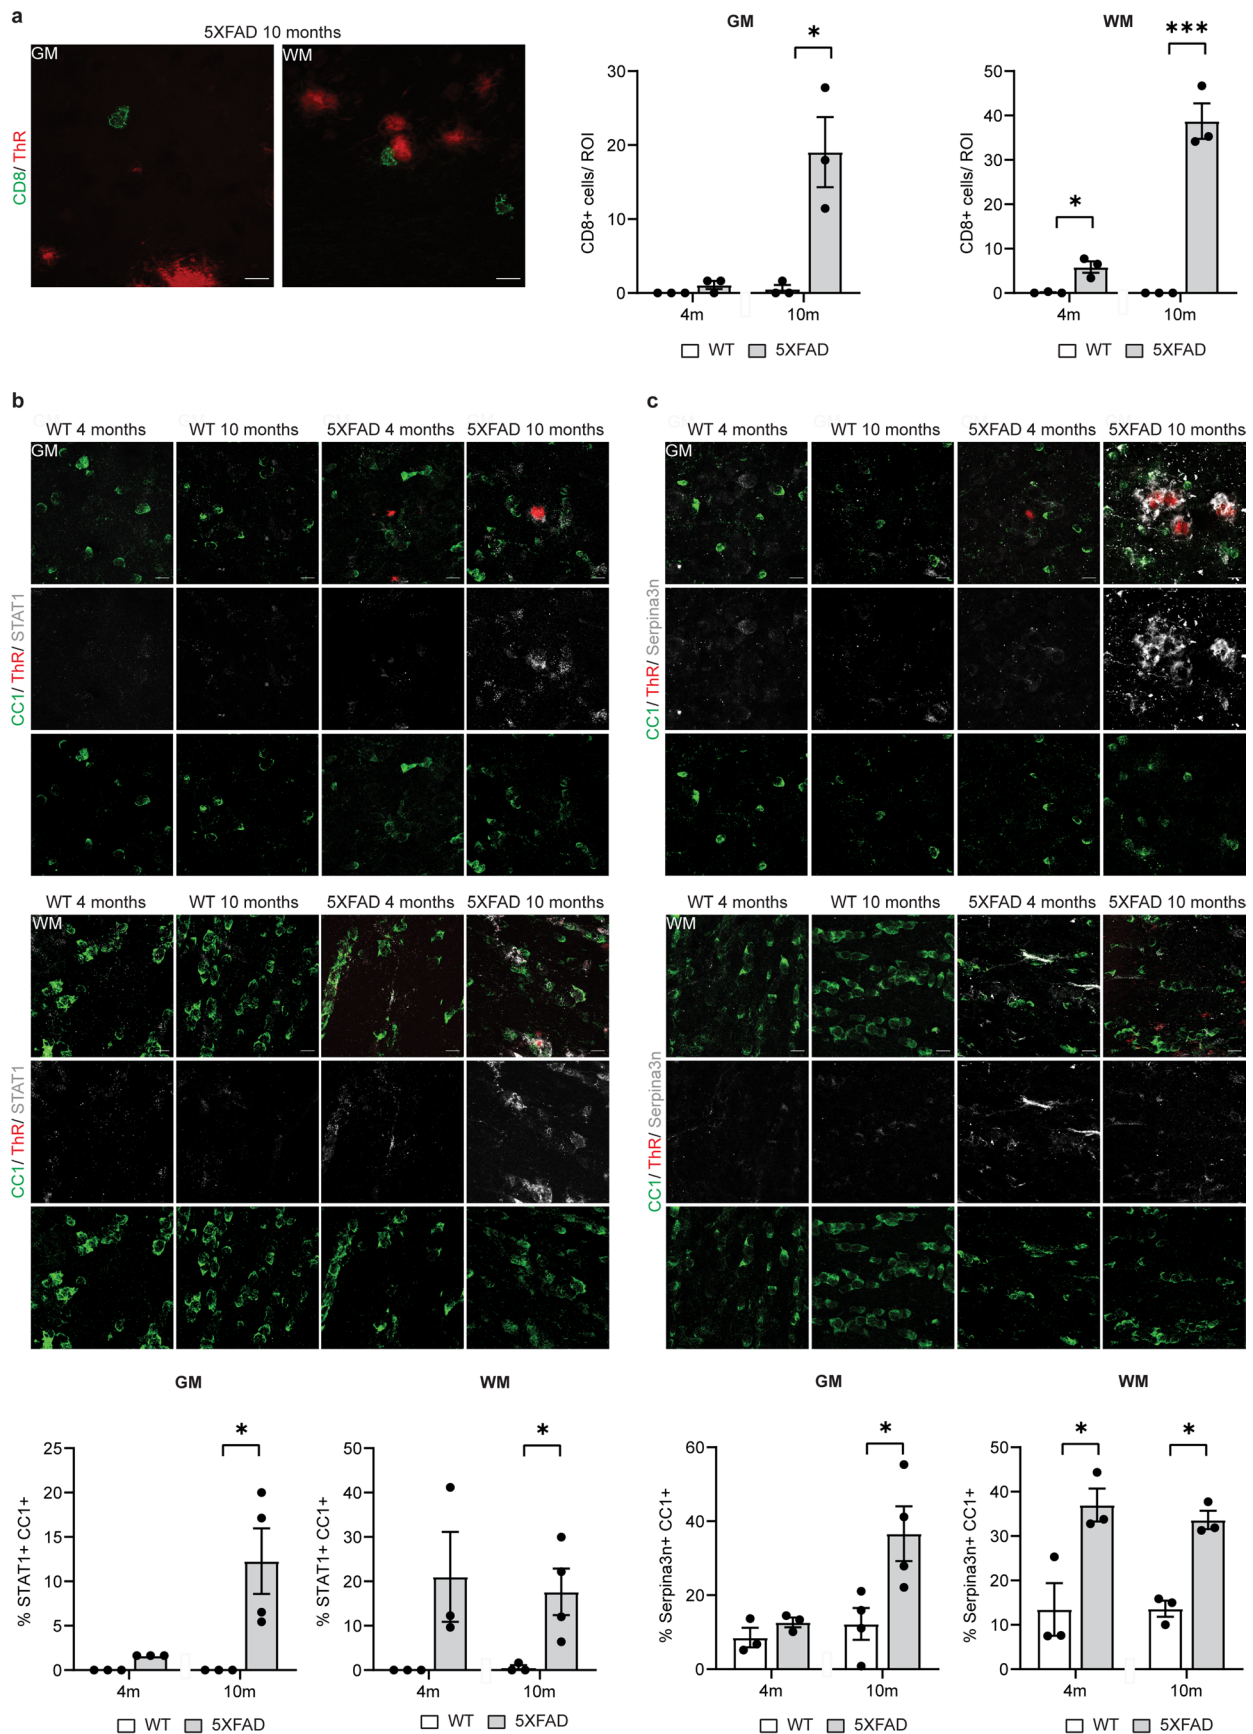 a
5XFAD 10 months
GM
WM
CD8/ ThR
GM
CD8+ cells/ ROI
30
20
10
0
*
4m
10m
WT
5XFAD
WM
CD8+ cells/ ROI
50
40
30
20
10
0
*
***
4m
10m
WT
5XFAD
b
WT 4 months
WT 10 months
5XFAD 4 months
5XFAD 10 months
GM
CC1/ ThR/ STAT1
WT 4 months
WT 10 months
5XFAD 4 months
5XFAD 10 months
WM
CC1/ ThR/ STAT1
GM
% STAT1+ CC1+
25
20
15
10
5
0
*
4m
10m
WT
5XFAD
WM
% STAT1+ CC1+
50
40
30
20
10
0
*
4m
10m
WT
5XFAD
c
WT 4 months
WT 10 months
5XFAD 4 months
5XFAD 10 months
GM
CC1/ ThR/ Serpina3n
WT 4 months
WT 10 months
5XFAD 4 months
5XFAD 10 months
WM
CC1/ ThR/ Serpina3n
GM
% Serpina3n+ CC1+
60
40
20
0
*
4m
10m
WT
5XFAD
WM
% Serpina3n+ CC1+
50
40
30
20
10
0
*
*
4m
10m
WT
5XFAD